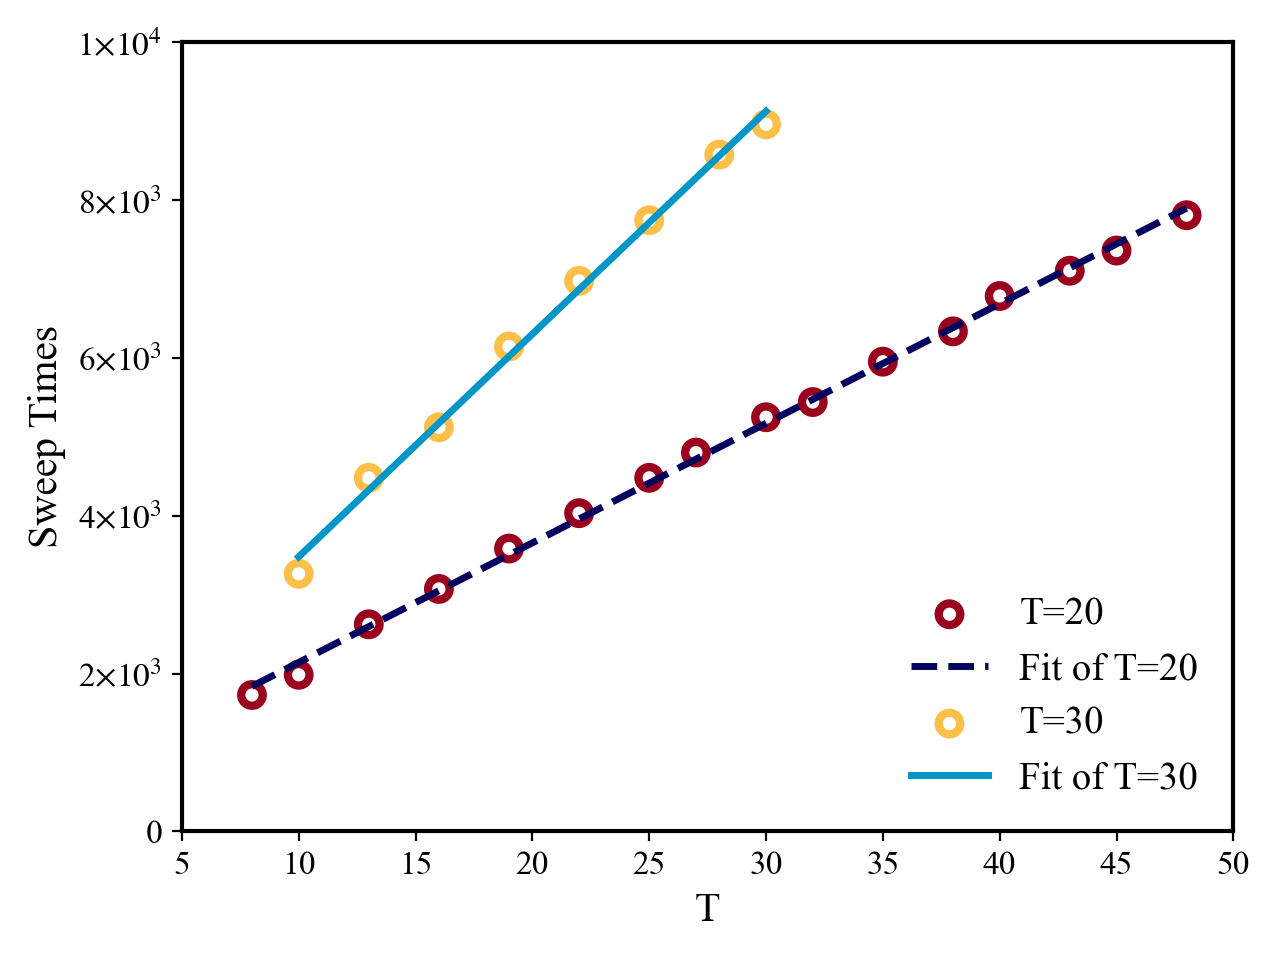 1×10⁴
8×10³
6×10³
4×10³
2×10³
0
Sweep Times
5 10 15 20 25 30 35 40 45 50
T
T=20
Fit of T=20
T=30
Fit of T=30